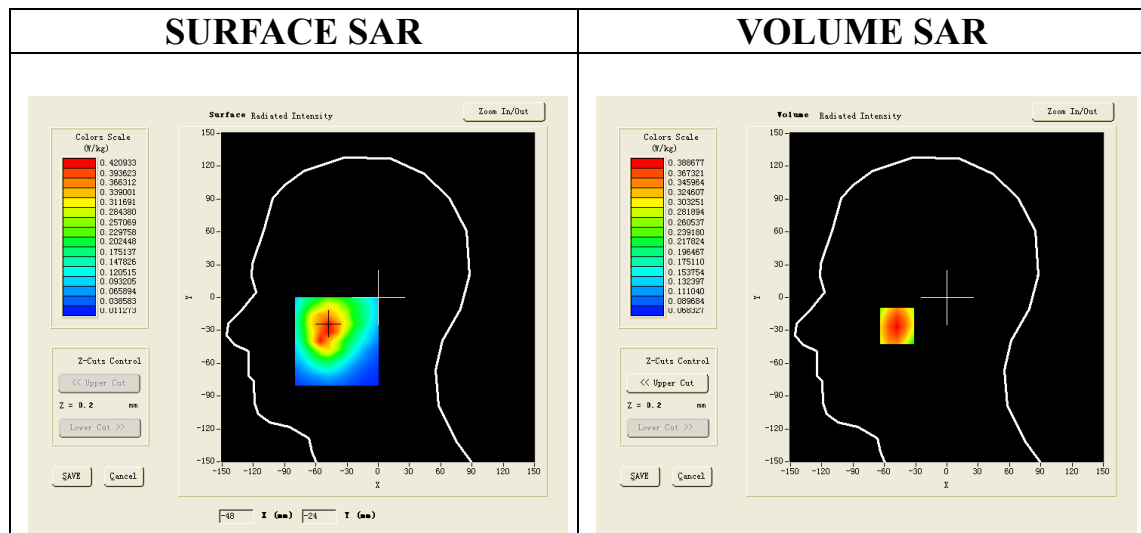 SURFACE SAR
VOLUME SAR
Surface Radiated Intensity
Zoom In/Out
Colors Scale
(W/kg)
0.420933
0.393623
0.366312
0.339001
0.311691
0.284380
0.257069
0.229758
0.202448
0.175137
0.147826
0.120515
0.093205
0.065894
0.038583
0.011273
150
120
90
60
30
0
-30
-60
-90
-120
-150
Y
-150 -120 -90 -60 -30 0 30 60 90 120 150
X
Z-Cuts Control
<< Upper Cut
Z = 0.2 mm
Lower Cut >>
SAVE Cancel
-48 X (mm) -24 Y (mm)
Volume Radiated Intensity
Zoom In/Out
Colors Scale
(W/kg)
0.388677
0.367321
0.345964
0.324607
0.303251
0.281894
0.260537
0.239180
0.217824
0.196467
0.175110
0.153754
0.132397
0.111040
0.089684
0.068327
150
120
90
60
30
0
-30
-60
-90
-120
-150
Y
-150 -120 -90 -60 -30 0 30 60 90 120 150
X
Z-Cuts Control
<< Upper Cut
Z = 0.2 mm
Lower Cut >>
SAVE Cancel